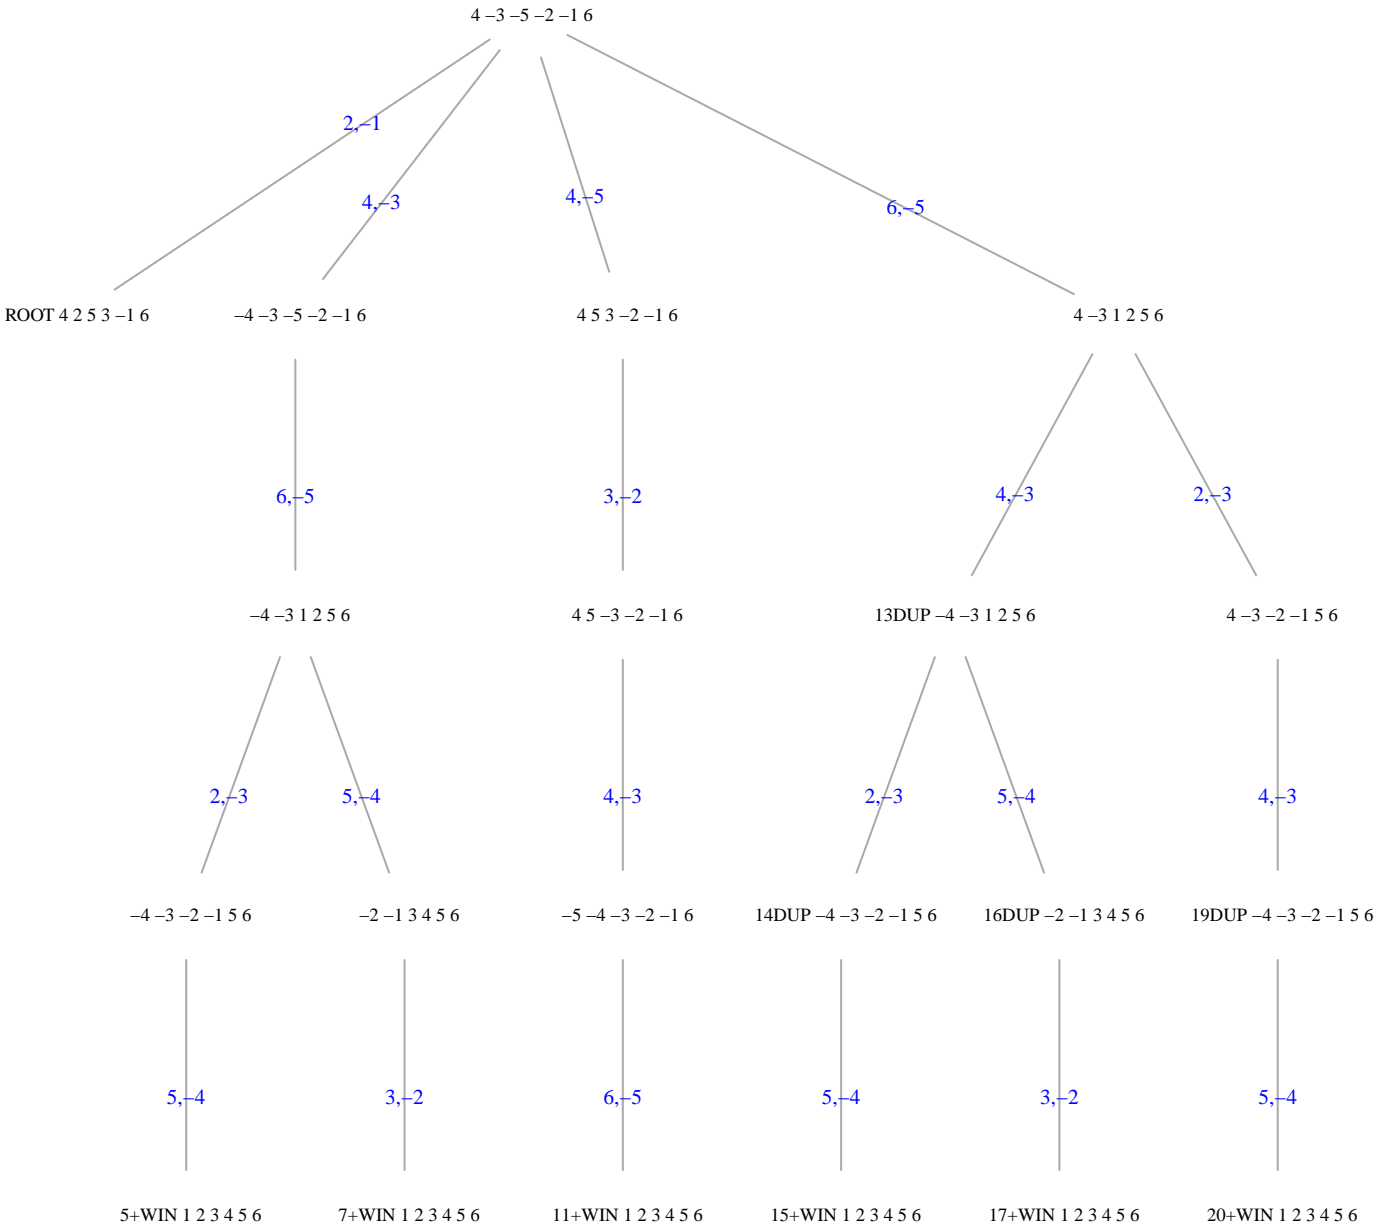 4 –3 –5 –2 –1 6
2,–1
4,–3
4,–5
6,–5
ROOT 4 2 5 3 –1 6
–4 –3 –5 –2 –1 6
4 5 3 –2 –1 6
4 –3 1 2 5 6
6,–5
3,–2
4,–3
2,–3
–4 –3 1 2 5 6
4 5 –3 –2 –1 6
13DUP –4 –3 1 2 5 6
4 –3 –2 –1 5 6
2,–3
5,–4
4,–3
2,–3
5,–4
4,–3
–4 –3 –2 –1 5 6
–2 –1 3 4 5 6
–5 –4 –3 –2 –1 6
14DUP –4 –3 –2 –1 5 6
16DUP –2 –1 3 4 5 6
19DUP –4 –3 –2 –1 5 6
5,–4
3,–2
6,–5
5,–4
3,–2
5,–4
5+WIN 1 2 3 4 5 6
7+WIN 1 2 3 4 5 6
11+WIN 1 2 3 4 5 6
15+WIN 1 2 3 4 5 6
17+WIN 1 2 3 4 5 6
20+WIN 1 2 3 4 5 6